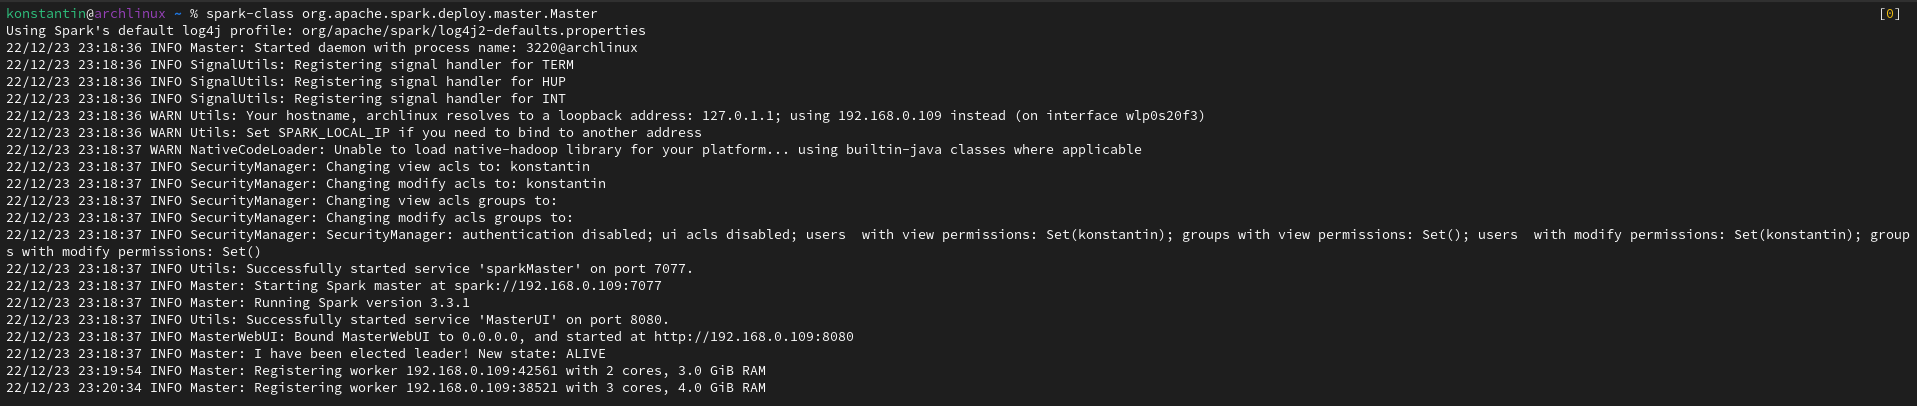 konstantin@archlinux ~ % spark-class org.apache.spark.deploy.master.Master [0]
Using Spark's default log4j profile: org/apache/spark/log4j2-defaults.properties
22/12/23 23:18:36 INFO Master: Started daemon with process name: 3220@archlinux
22/12/23 23:18:36 INFO SignalUtils: Registering signal handler for TERM
22/12/23 23:18:36 INFO SignalUtils: Registering signal handler for HUP
22/12/23 23:18:36 INFO SignalUtils: Registering signal handler for INT
22/12/23 23:18:36 WARN Utils: Your hostname, archlinux resolves to a loopback address: 127.0.1.1; using 192.168.0.109 instead (on interface wlp0s20f3)
22/12/23 23:18:36 WARN Utils: Set SPARK_LOCAL_IP if you need to bind to another address
22/12/23 23:18:37 WARN NativeCodeLoader: Unable to load native-hadoop library for your platform... using builtin-java classes where applicable
22/12/23 23:18:37 INFO SecurityManager: Changing view acls to: konstantin
22/12/23 23:18:37 INFO SecurityManager: Changing modify acls to: konstantin
22/12/23 23:18:37 INFO SecurityManager: Changing view acls groups to:
22/12/23 23:18:37 INFO SecurityManager: Changing modify acls groups to:
22/12/23 23:18:37 INFO SecurityManager: SecurityManager: authentication disabled; ui acls disabled; users  with view permissions: Set(konstantin); groups with view permissions: Set(); users  with modify permissions: Set(konstantin); group
s with modify permissions: Set()
22/12/23 23:18:37 INFO Utils: Successfully started service 'sparkMaster' on port 7077.
22/12/23 23:18:37 INFO Master: Starting Spark master at spark://192.168.0.109:7077
22/12/23 23:18:37 INFO Master: Running Spark version 3.3.1
22/12/23 23:18:37 INFO Utils: Successfully started service 'MasterUI' on port 8080.
22/12/23 23:18:37 INFO MasterWebUI: Bound MasterWebUI to 0.0.0.0, and started at http://192.168.0.109:8080
22/12/23 23:18:37 INFO Master: I have been elected leader! New state: ALIVE
22/12/23 23:19:54 INFO Master: Registering worker 192.168.0.109:42561 with 2 cores, 3.0 GiB RAM
22/12/23 23:20:34 INFO Master: Registering worker 192.168.0.109:38521 with 3 cores, 4.0 GiB RAM